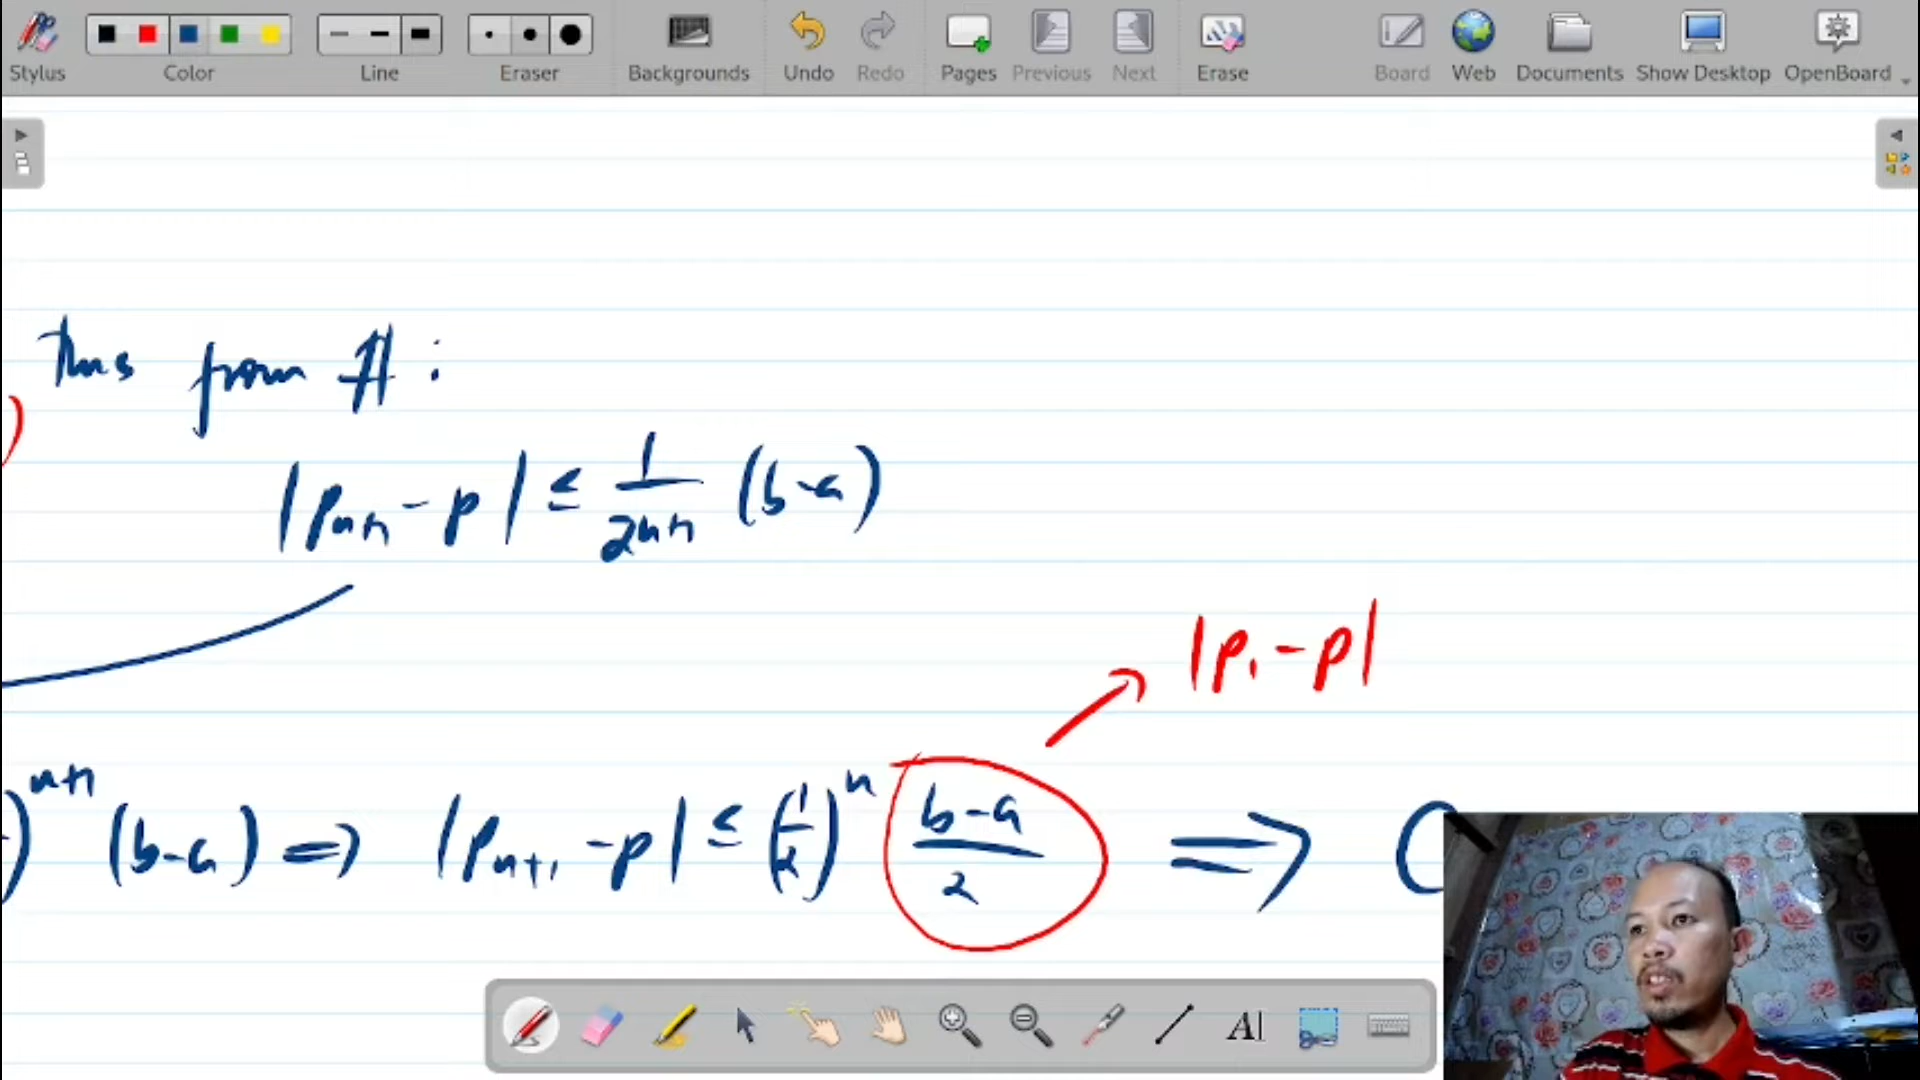 Stylus Color Line Eraser Backgrounds Undo Redo Pages Previous Next Erase Board Web Documents Show Desktop OpenBoard
Thus from #:
)
|pₙ₊₁ - p| ≤ 1/2ⁿ⁺¹ (b-a)
|p₁ - p|
)ⁿ⁺¹ (b-a) ⇒ |pₙ₊₁ - p| ≤ (1/2)ⁿ (b-a)/2 ⇒
AI